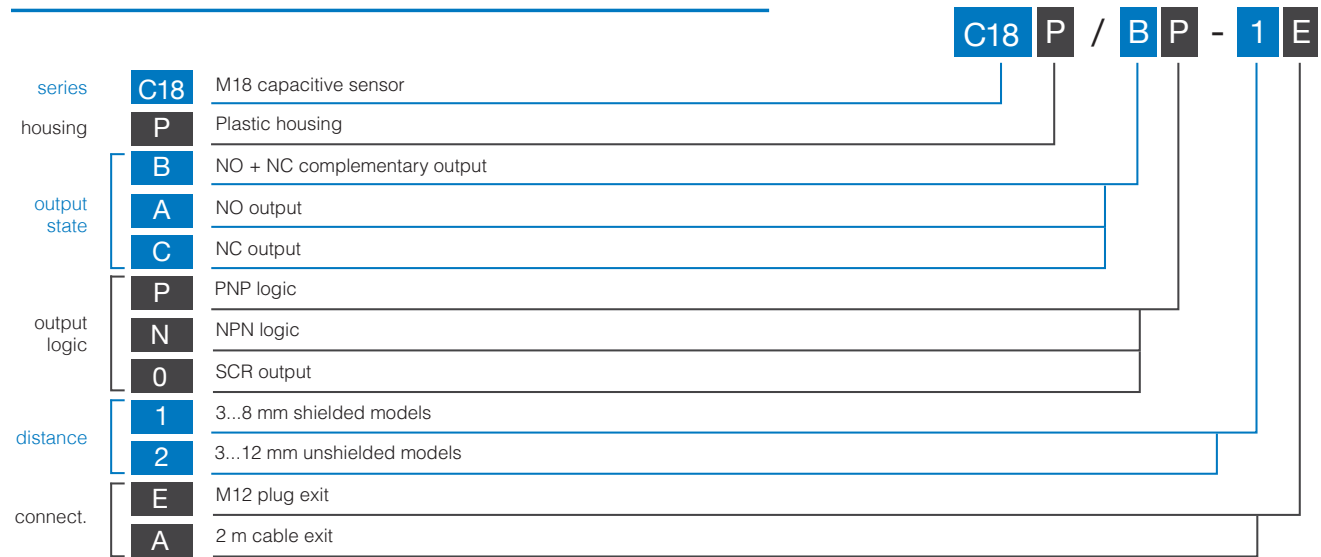 C18 P / B P - 1 E
series C18 M18 capacitive sensor
housing P Plastic housing
B NO + NC complementary output
output state A NO output
C NC output
P PNP logic
output logic N NPN logic
0 SCR output
distance 1 3...8 mm shielded models
2 3...12 mm unshielded models
connect. E M12 plug exit
A 2 m cable exit